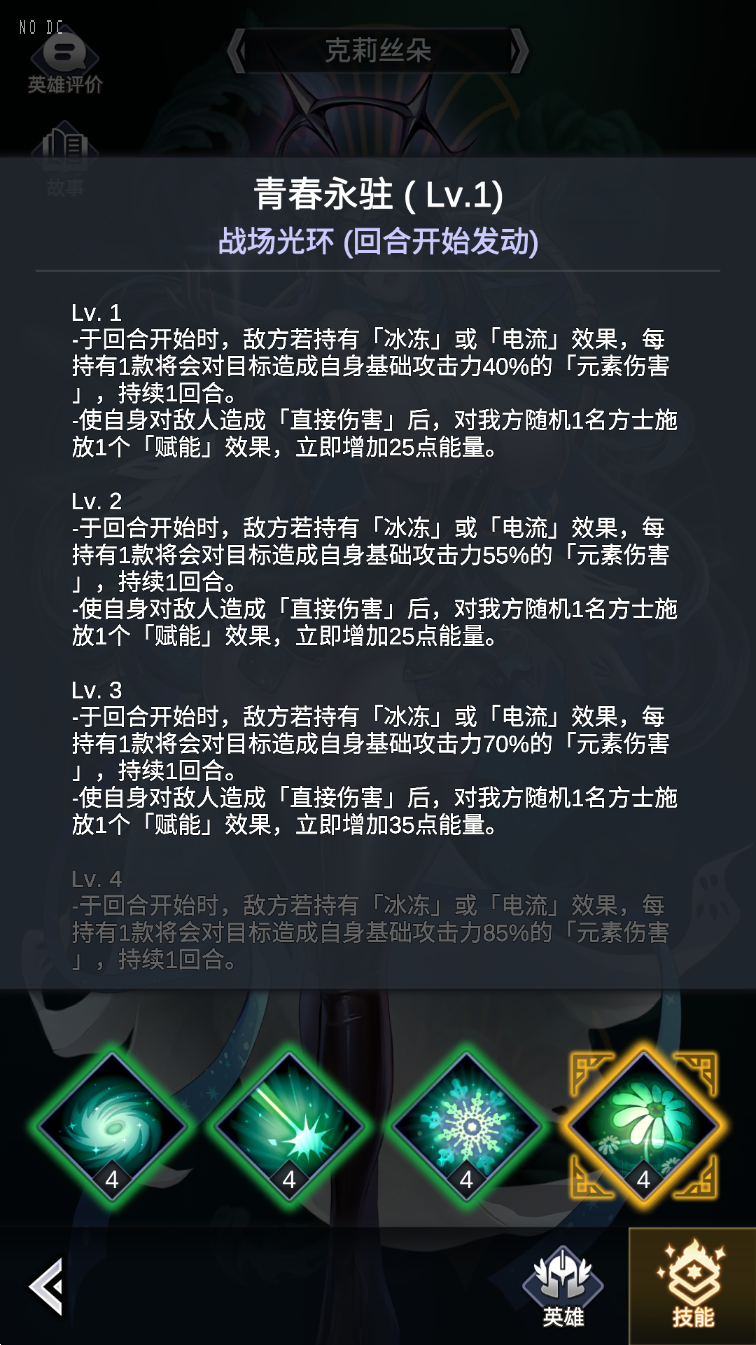 NO DC
克莉丝朵
英雄评价
故事
青春永驻 ( Lv.1)
战场光环 (回合开始发动)
Lv. 1
-于回合开始时，敌方若持有「冰冻」或「电流」效果，每
持有1款将会对目标造成自身基础攻击力40%的「元素伤害
」，持续1回合。
-使自身对敌人造成「直接伤害」后，对我方随机1名方士施
放1个「赋能」效果，立即增加25点能量。
Lv. 2
-于回合开始时，敌方若持有「冰冻」或「电流」效果，每
持有1款将会对目标造成自身基础攻击力55%的「元素伤害
」，持续1回合。
-使自身对敌人造成「直接伤害」后，对我方随机1名方士施
放1个「赋能」效果，立即增加25点能量。
Lv. 3
-于回合开始时，敌方若持有「冰冻」或「电流」效果，每
持有1款将会对目标造成自身基础攻击力70%的「元素伤害
」，持续1回合。
-使自身对敌人造成「直接伤害」后，对我方随机1名方士施
放1个「赋能」效果，立即增加35点能量。
Lv. 4
-于回合开始时，敌方若持有「冰冻」或「电流」效果，每
持有1款将会对目标造成自身基础攻击力85%的「元素伤害
」，持续1回合。
4 4 4 4
英雄 技能